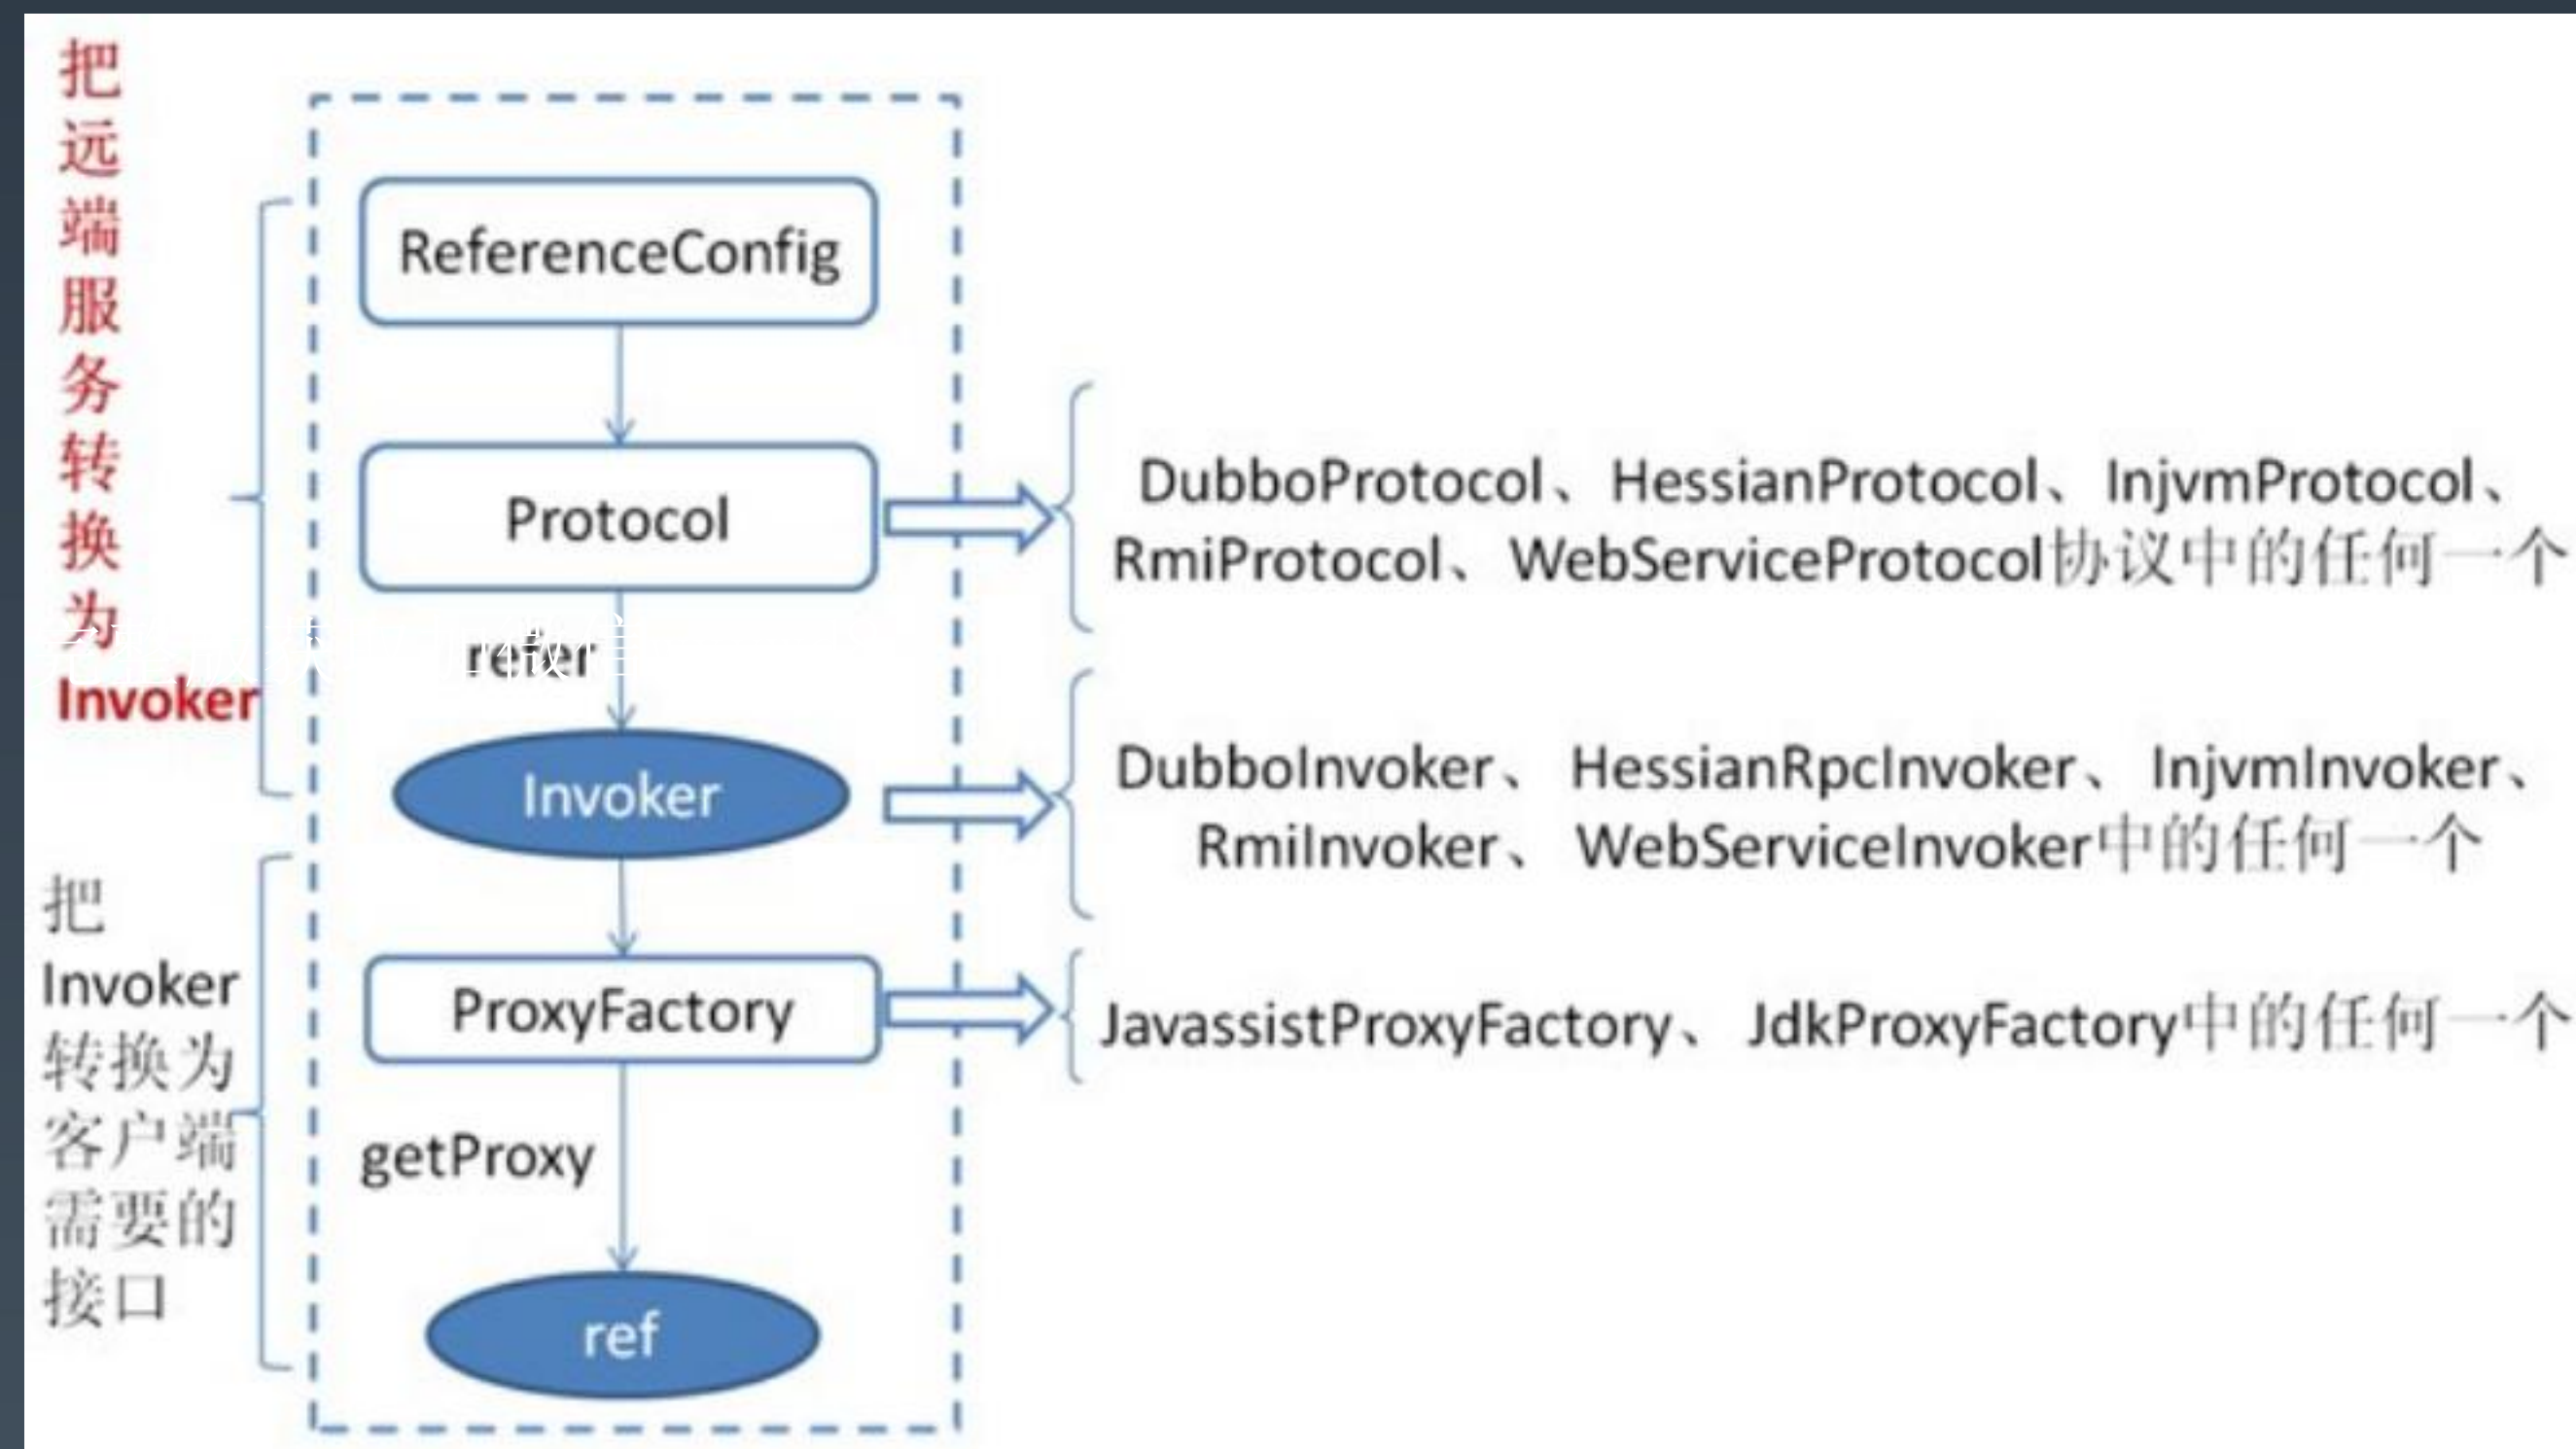 把
远
端
服
务
转
换
为
Invoker
ReferenceConfig
Protocol
DubboProtocol、HessianProtocol、InjvmProtocol、
RmiProtocol、WebServiceProtocol协议中的任何一个
refer
Invoker
DubboInvoker、 HessianRpcInvoker、 InjvmInvoker、
RmiInvoker、 WebServiceInvoker中的任何一个
把
Invoker
转换为
客户端
需要的
接口
ProxyFactory
JavassistProxyFactory、 JdkProxyFactory中的任何一个
getProxy
ref